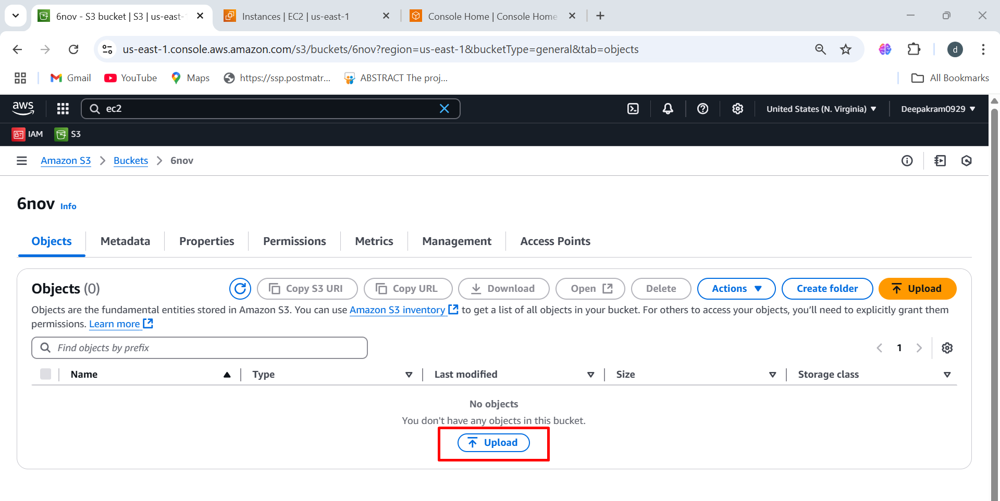 6nov - S3 bucket | S3 | us-east-
Instances | EC2 | us-east-1
Console Home | Console Home
us-east-1.console.aws.amazon.com/s3/buckets/6nov?region=us-east-1&bucketType=general&tab=objects
d
Gmail
YouTube
Maps
https://ssp.postmatr...
ABSTRACT The proj...
All Bookmarks
aws
ec2
United States (N. Virginia)
Deepakram0929
IAM
S3
Amazon S3
Buckets
6nov
6nov Info
Objects
Metadata
Properties
Permissions
Metrics
Management
Access Points
Objects (0)
Copy S3 URI
Copy URL
Download
Open
Delete
Actions
Create folder
Upload
Objects are the fundamental entities stored in Amazon S3. You can use Amazon S3 inventory to get a list of all objects in your bucket. For others to access your objects, you’ll need to explicitly grant them
permissions. Learn more
Find objects by prefix
1
Name
Type
Last modified
Size
Storage class
No objects
You don't have any objects in this bucket.
Upload